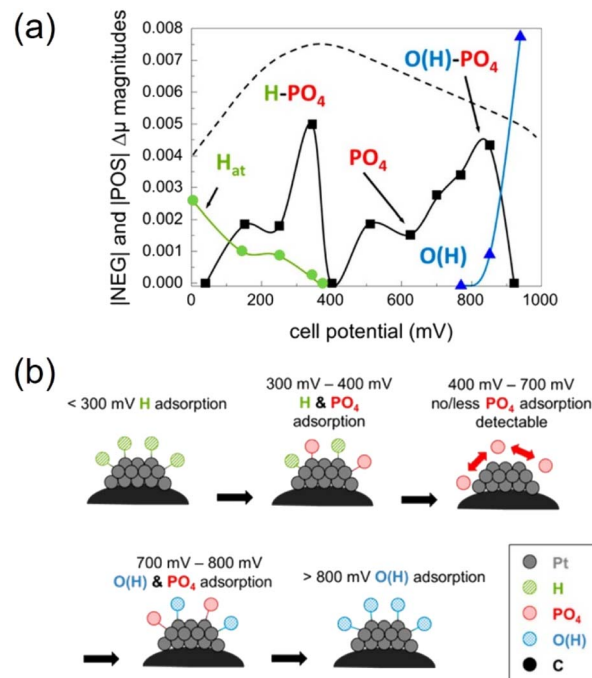 (a)
|NEG| and |POS| Δμ magnitudes
0.008
0.007
0.006
0.005
0.004
0.003
0.002
0.001
0.000
O(H)-PO₄
H-PO₄
PO₄
Hat
O(H)
0 200 400 600 800 1000
cell potential (mV)
(b)
< 300 mV H adsorption
300 mV – 400 mV
H & PO₄
adsorption
400 mV – 700 mV
no/less PO₄ adsorption
detectable
700 mV – 800 mV
O(H) & PO₄ adsorption
> 800 mV O(H) adsorption
Pt
H
PO₄
O(H)
C